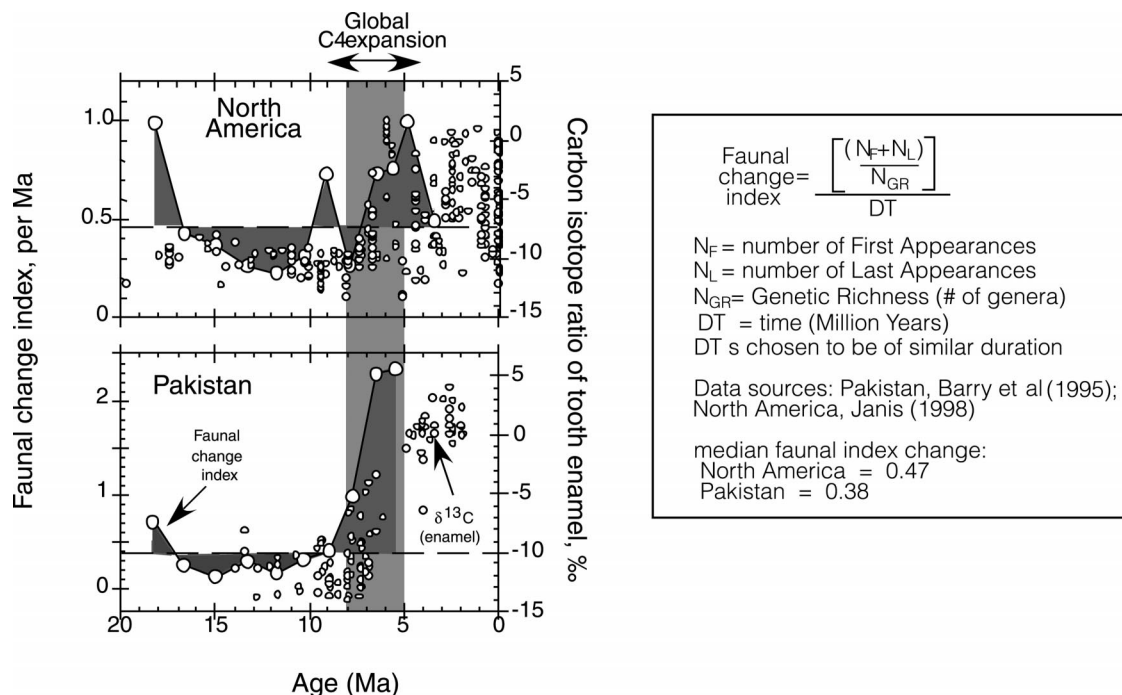 Global
C4expansion
North
America
1.0
0.5
0
5
0
-5
-10
-15
Pakistan
Faunal
change
index
δ13C
(enamel)
2
1
0
5
0
-5
-10
-15
20
15
10
5
0
Age (Ma)
Faunal change index, per Ma
Carbon isotope ratio of tooth enamel, ‰
Faunal
change=
index
[(NF+NL)
NGR]
DT
NF = number of First Appearances
NL = number of Last Appearances
NGR= Genetic Richness (# of genera)
DT = time (Million Years)
DT s chosen to be of similar duration
Data sources: Pakistan, Barry et al (1995);
North America, Janis (1998)
median faunal index change:
North America = 0.47
Pakistan = 0.38